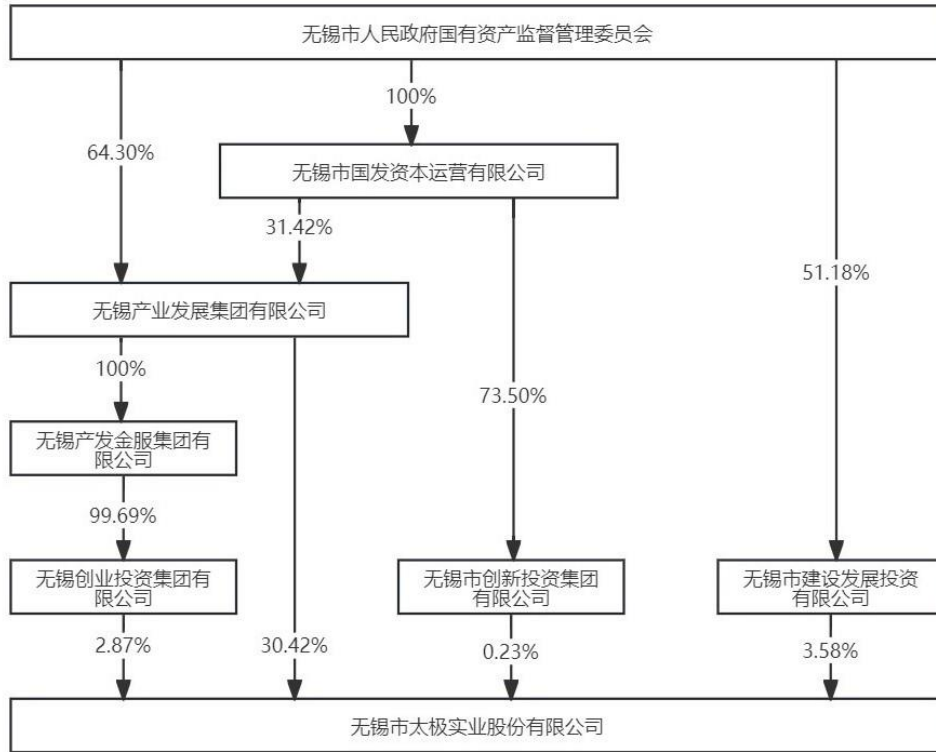 无锡市人民政府国有资产监督管理委员会
100%
64.30%
无锡市国发资本运营有限公司
31.42%
51.18%
无锡产业发展集团有限公司
100%
73.50%
无锡产发金服集团有
限公司
99.69%
无锡创业投资集团有
限公司
无锡市创新投资集团
有限公司
无锡市建设发展投资
有限公司
2.87%
30.42%
0.23%
3.58%
无锡市太极实业股份有限公司